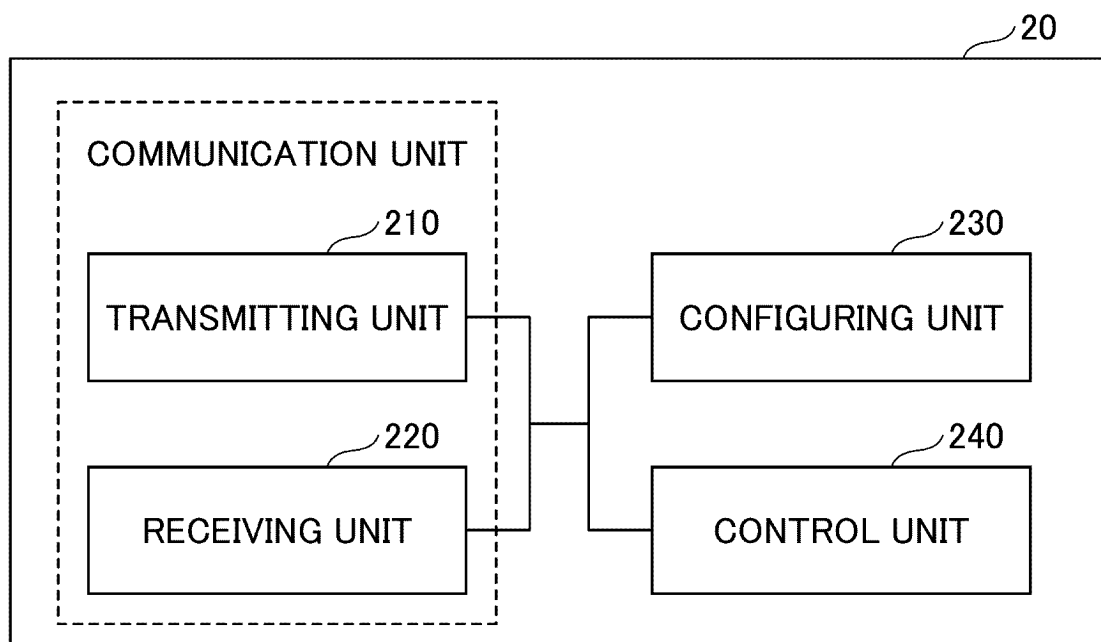 20
COMMUNICATION UNIT
210
230
TRANSMITTING UNIT
CONFIGURING UNIT
220
240
RECEIVING UNIT
CONTROL UNIT